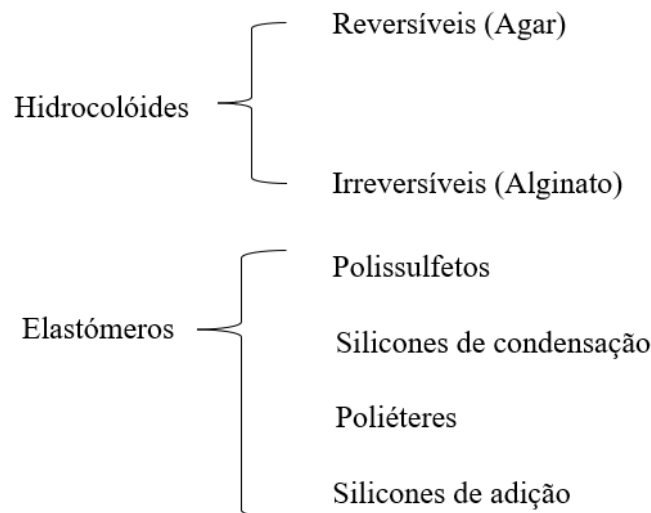 Reversíveis (Agar)
Hidrocolóides
Irreversíveis (Alginato)
Polissulfetos
Elastómeros
Silicones de condensação
Poliéteres
Silicones de adição